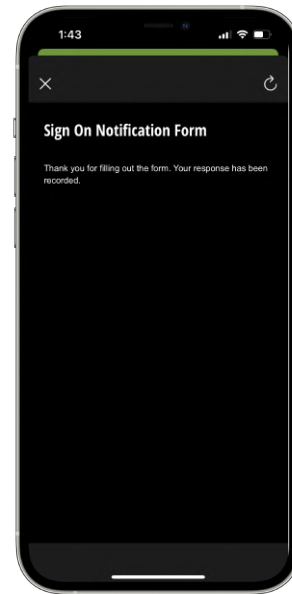 1:43
Sign On Notification Form
Thank you for filling out the form. Your response has been
recorded.